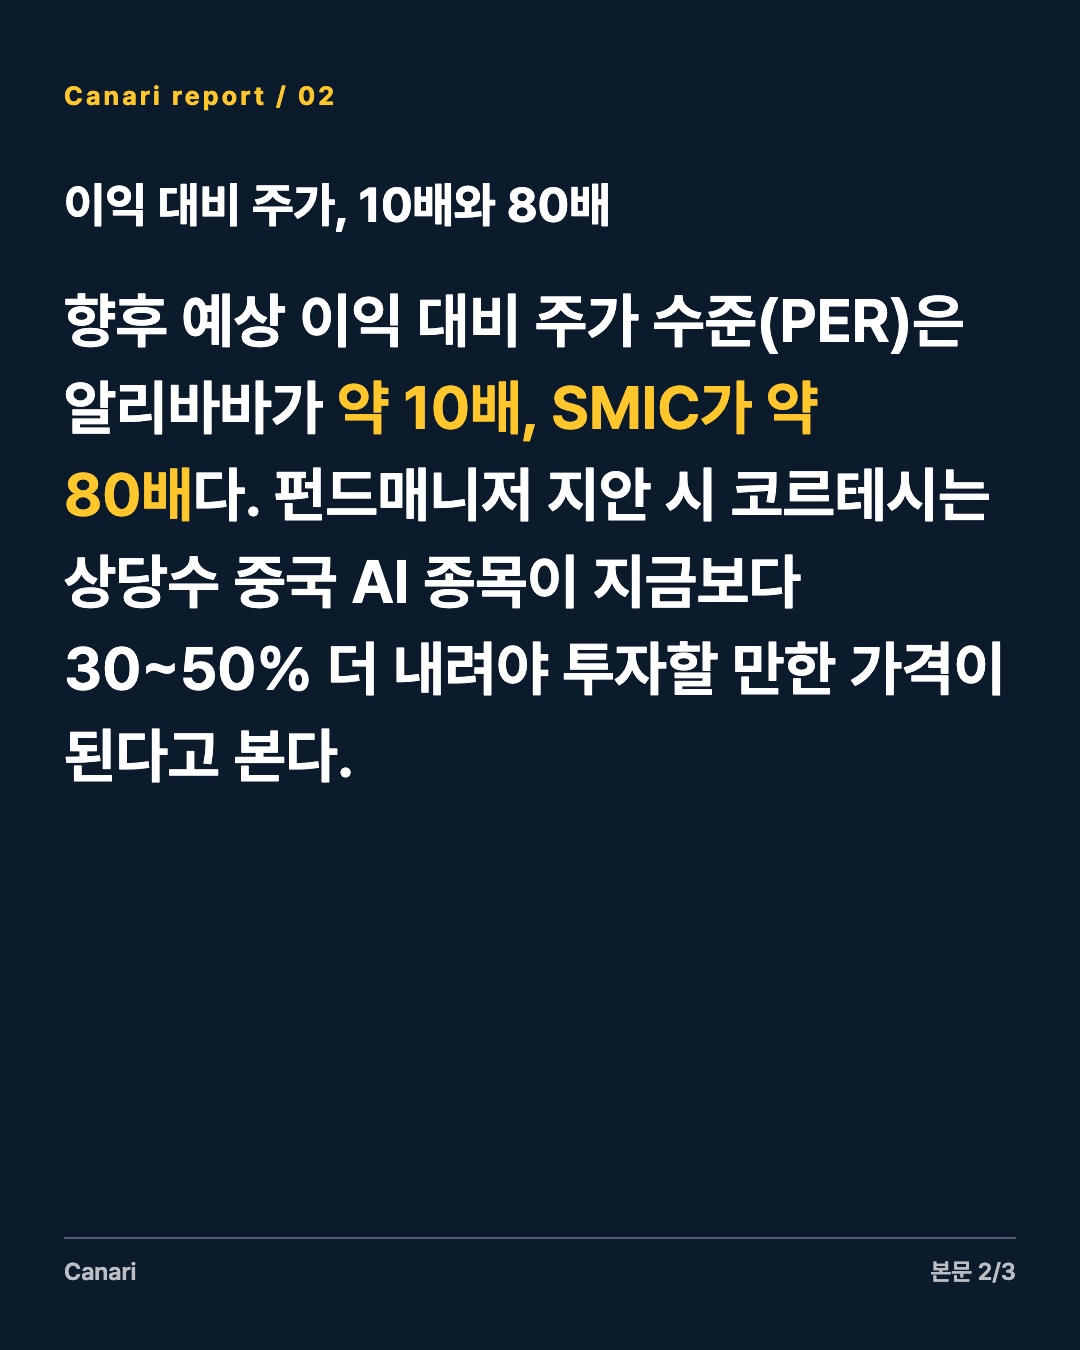 Canari report / 02
이익 대비 주가, 10배와 80배
향후 예상 이익 대비 주가 수준(PER)은
알리바바가 약 10배, SMIC가 약
80배다. 펀드매니저 지안 시 코르테시는
상당수 중국 AI 종목이 지금보다
30~50% 더 내려야 투자할 만한 가격이
된다고 본다.
Canari
본문 2/3